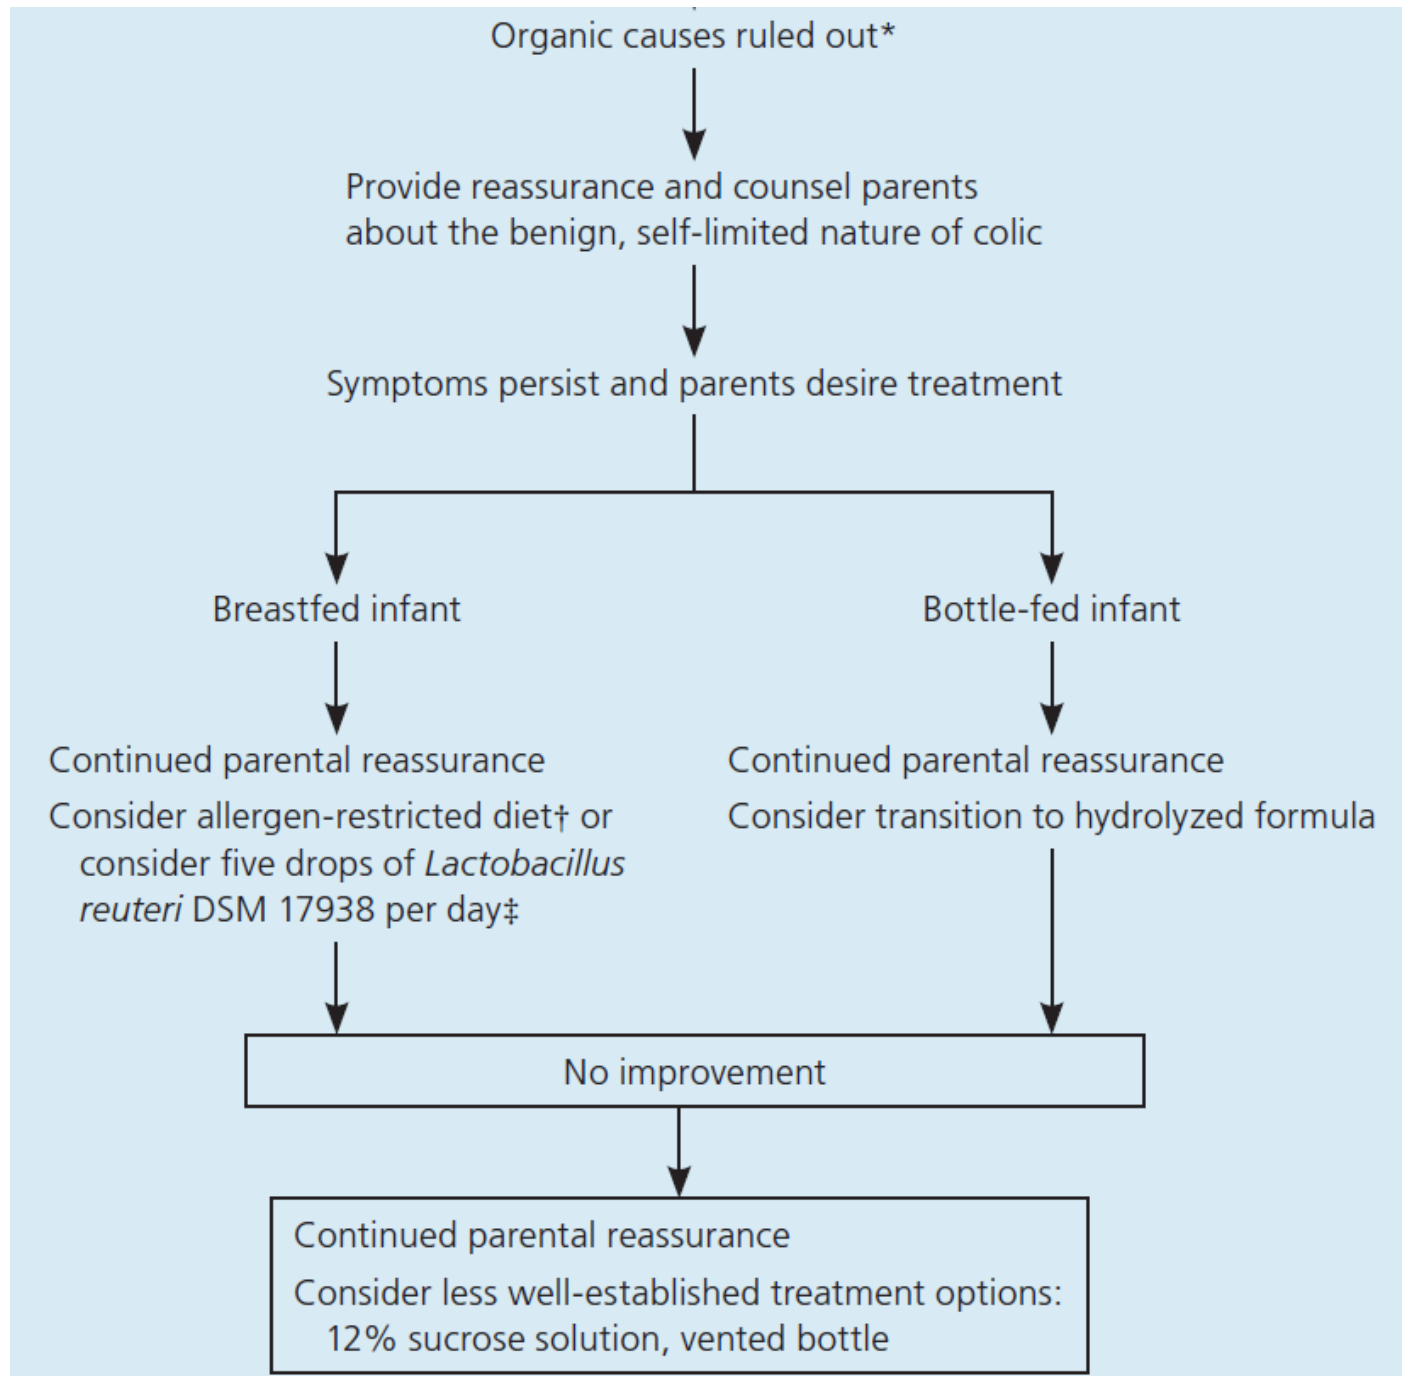 Organic causes ruled out*
Provide reassurance and counsel parents
about the benign, self-limited nature of colic
Symptoms persist and parents desire treatment
Breastfed infant
Continued parental reassurance
Consider allergen-restricted diet† or
consider five drops of Lactobacillus
reuteri DSM 17938 per day‡
Bottle-fed infant
Continued parental reassurance
Consider transition to hydrolyzed formula
No improvement
Continued parental reassurance
Consider less well-established treatment options:
12% sucrose solution, vented bottle